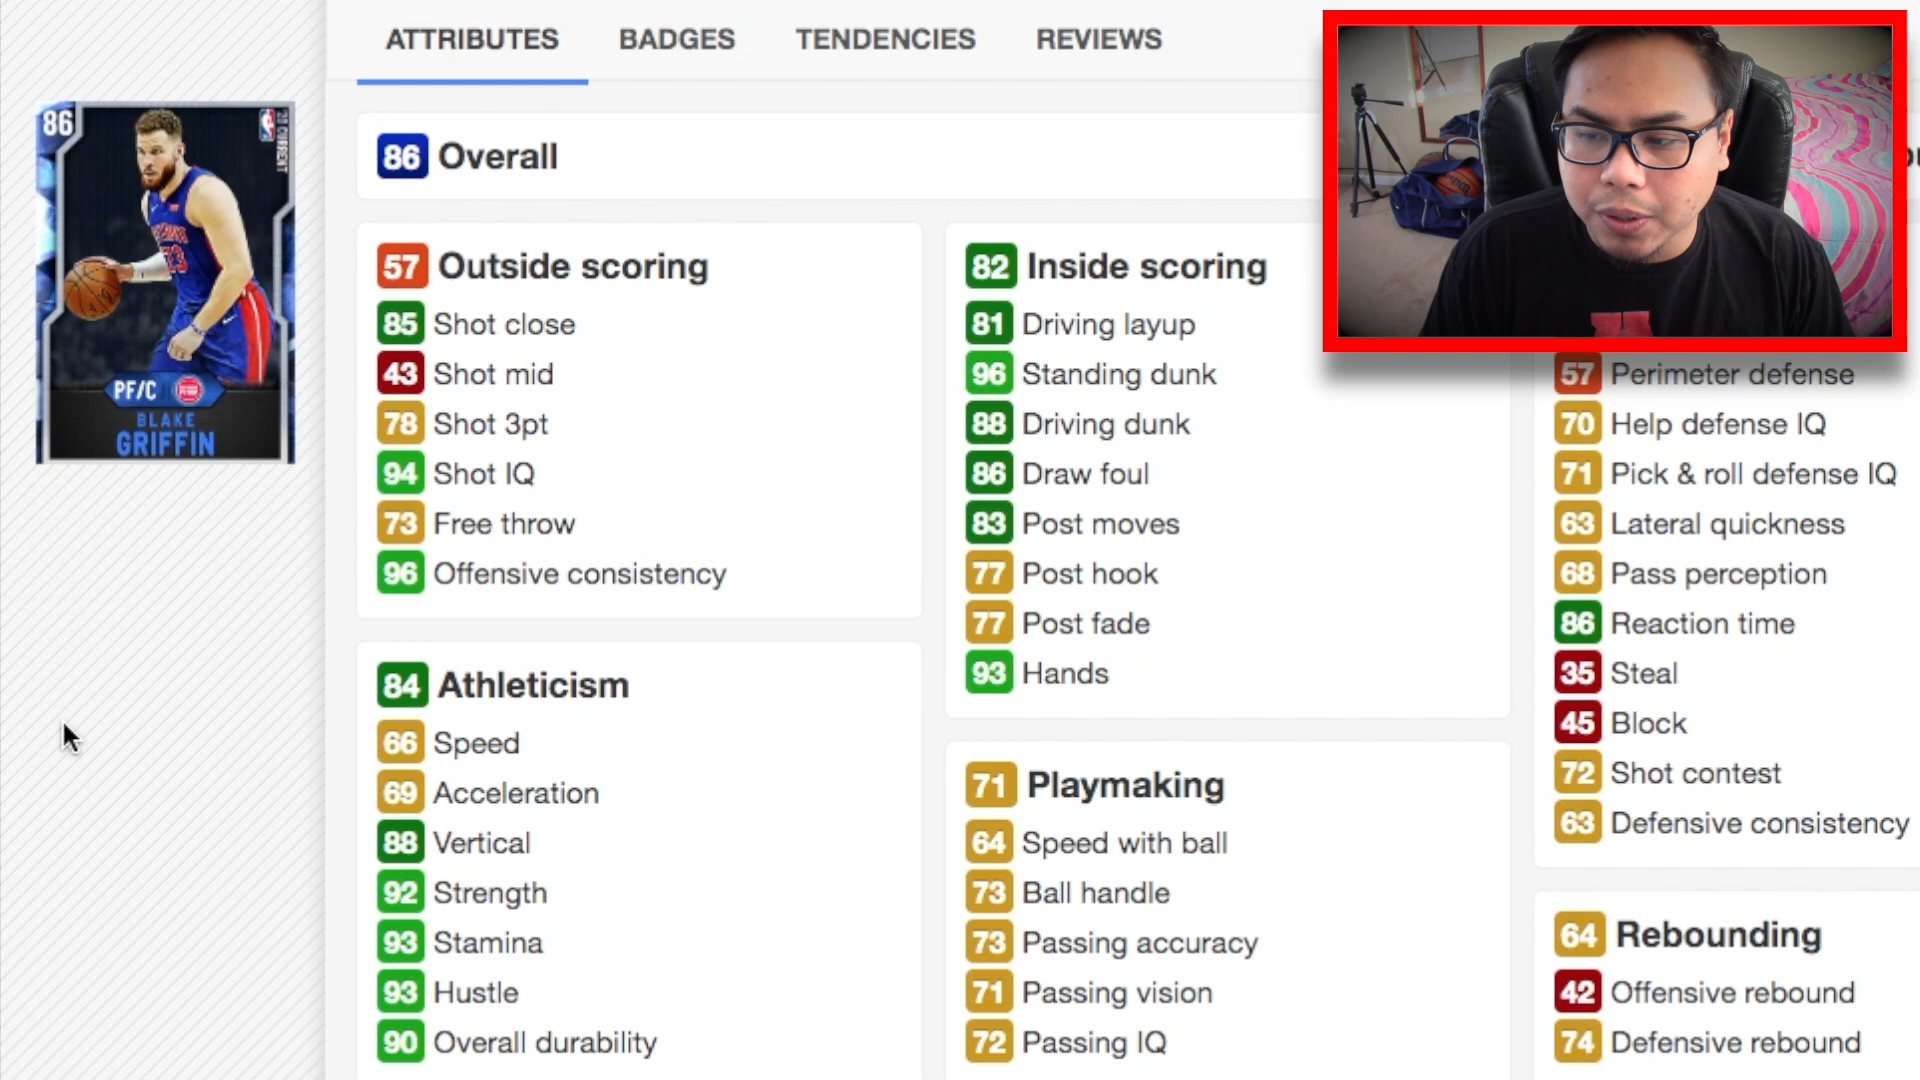 ATTRIBUTES BADGES TENDENCIES REVIEWS
86
PF/C
BLAKE
GRIFFIN
86 Overall
57 Outside scoring
85 Shot close
43 Shot mid
78 Shot 3pt
94 Shot IQ
73 Free throw
96 Offensive consistency
84 Athleticism
66 Speed
69 Acceleration
88 Vertical
92 Strength
93 Stamina
93 Hustle
90 Overall durability
82 Inside scoring
81 Driving layup
96 Standing dunk
88 Driving dunk
86 Draw foul
83 Post moves
77 Post hook
77 Post fade
93 Hands
71 Playmaking
64 Speed with ball
73 Ball handle
73 Passing accuracy
71 Passing vision
72 Passing IQ
57 Perimeter defense
70 Help defense IQ
71 Pick & roll defense IQ
63 Lateral quickness
68 Pass perception
86 Reaction time
35 Steal
45 Block
72 Shot contest
63 Defensive consistency
64 Rebounding
42 Offensive rebound
74 Defensive rebound